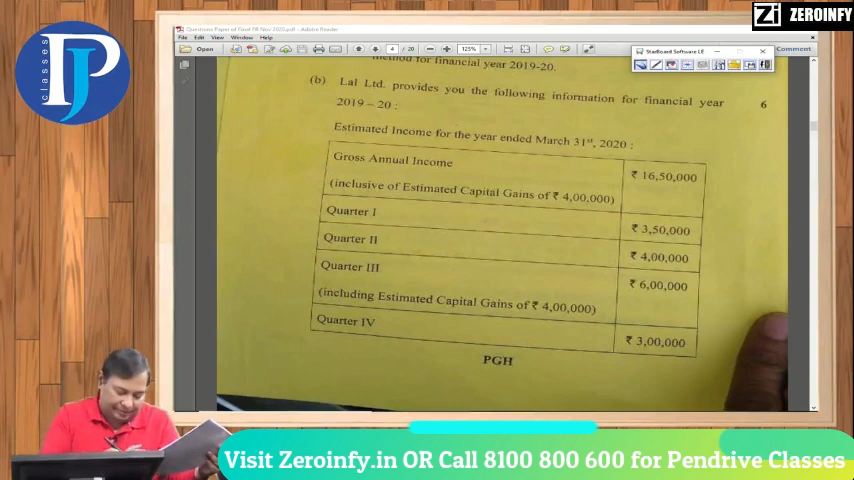 PJ
classes
Zi ZEROINFY
Questions Paper of Final FR Nov 2020.pdf - Adobe Reader
File Edit View Window Help
Open 4 / 20 125% Comment
StarBoard Software LE
method for financial year 2019-20.
(b) Lal Ltd. provides you the following information for financial year 6
2019 – 20 :
Estimated Income for the year ended March 31st, 2020 :
Gross Annual Income ₹ 16,50,000
(inclusive of Estimated Capital Gains of ₹ 4,00,000)
Quarter I ₹ 3,50,000
Quarter II ₹ 4,00,000
Quarter III ₹ 6,00,000
(including Estimated Capital Gains of ₹ 4,00,000)
Quarter IV ₹ 3,00,000
PGH
Visit Zeroinfy.in OR Call 8100 800 600 for Pendrive Classes